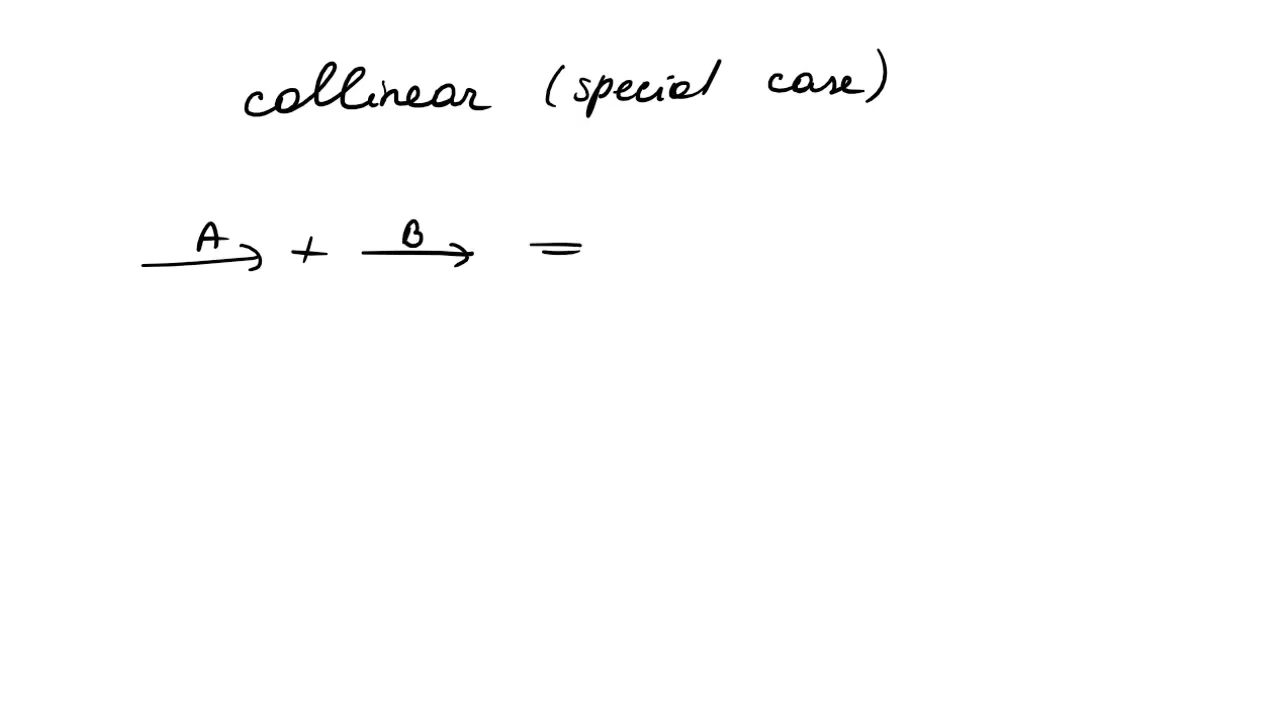 collinear (special case)
A + B =